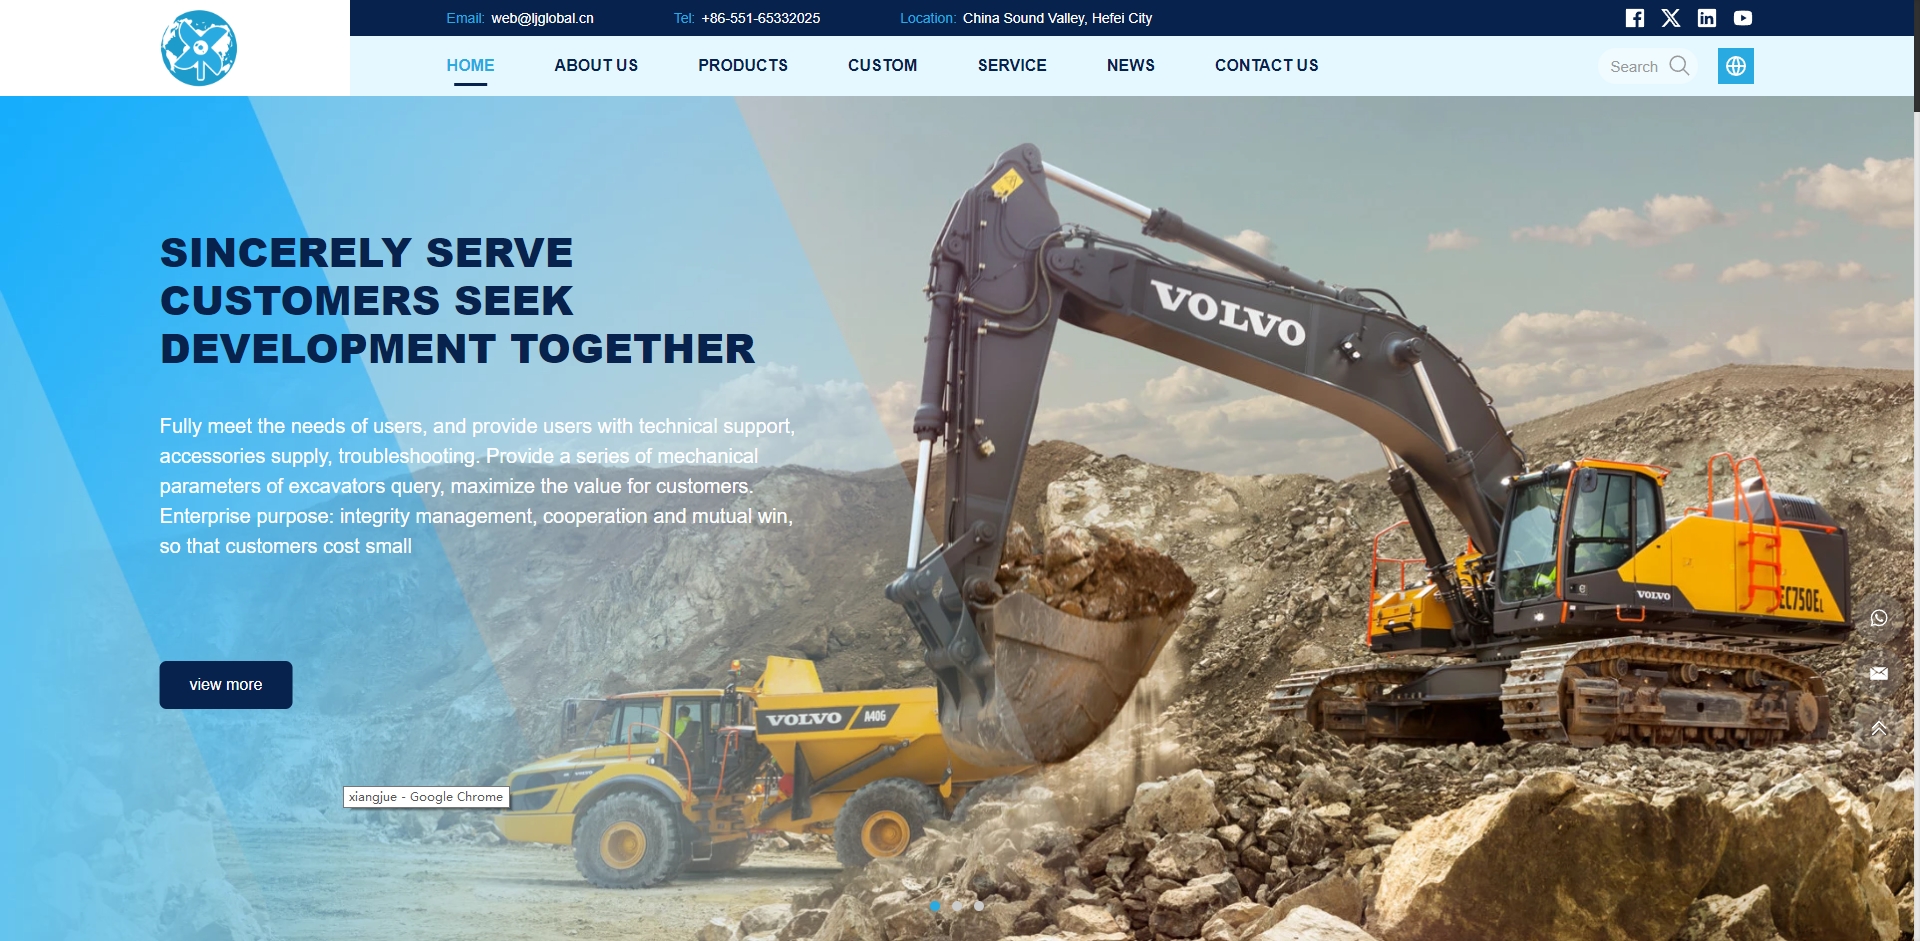 Email: web@ljglobal.cn
Tel: +86-551-65332025
Location: China Sound Valley, Hefei City
HOME
ABOUT US
PRODUCTS
CUSTOM
SERVICE
NEWS
CONTACT US
Search
SINCERELY SERVE
CUSTOMERS SEEK
DEVELOPMENT TOGETHER
Fully meet the needs of users, and provide users with technical support,
accessories supply, troubleshooting. Provide a series of mechanical
parameters of excavators query, maximize the value for customers.
Enterprise purpose: integrity management, cooperation and mutual win,
so that customers cost small
view more
VOLVO
VOLVO
EC750EL
VOLVO
A40G
xiangjue - Google Chrome